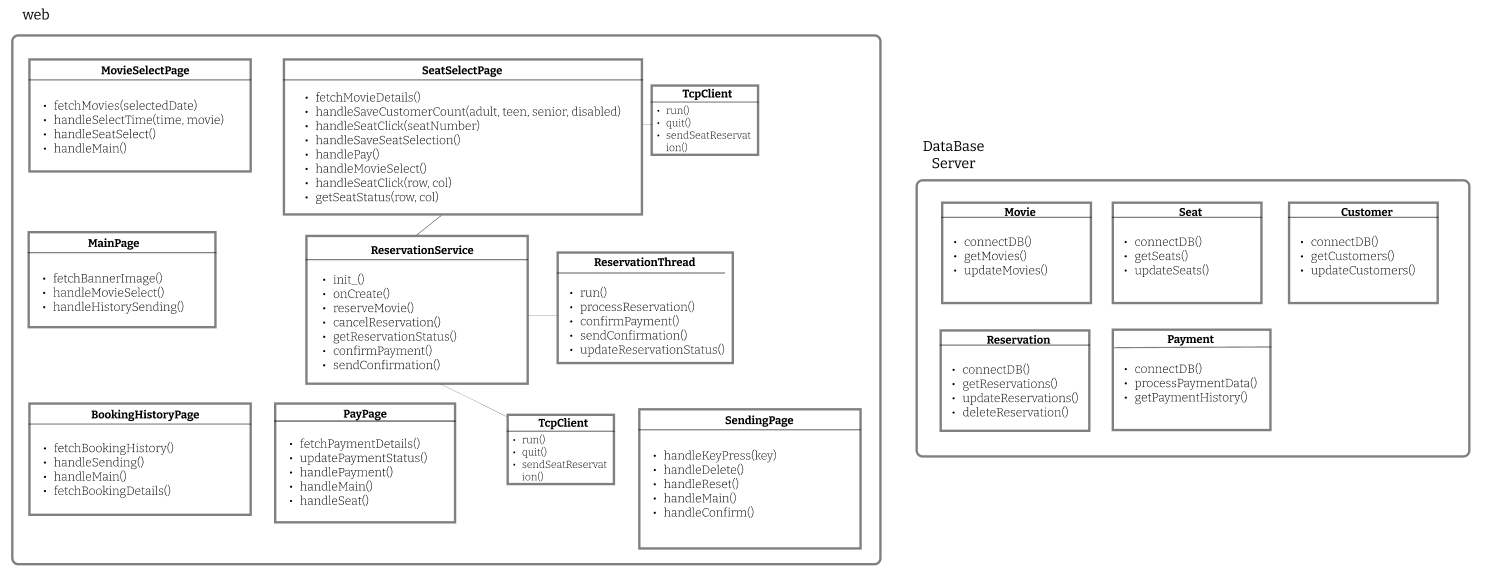 web
MovieSelectPage
• fetchMovies(selectedDate)
• handleSelectTime(time, movie)
• handleSeatSelect()
• handleMain()
SeatSelectPage
• fetchMovieDetails()
• handleSaveCustomerCount(adult, teen, senior, disabled)
• handleSeatClick(seatNumber)
• handleSaveSeatSelection()
• handlePay()
• handleMovieSelect()
• handleSeatClick(row, col)
• getSeatStatus(row, col)
TcpClient
• run()
• quit()
• sendSeatReservat
ion()
MainPage
• fetchBannerImage()
• handleMovieSelect()
• handleHistorySending()
ReservationService
• init_()
• onCreate()
• reserveMovie()
• cancelReservation()
• getReservationStatus()
• confirmPayment()
• sendConfirmation()
ReservationThread
• run()
• processReservation()
• confirmPayment()
• sendConfirmation()
• updateReservationStatus()
BookingHistoryPage
• fetchBookingHistory()
• handleSending()
• handleMain()
• fetchBookingDetails()
PayPage
• fetchPaymentDetails()
• updatePaymentStatus()
• handlePayment()
• handleMain()
• handleSeat()
TcpClient
• run()
• quit()
• sendSeatReservat
ion()
SendingPage
• handleKeyPress(key)
• handleDelete()
• handleReset()
• handleMain()
• handleConfirm()
DataBase
Server
Movie
• connectDB()
• getMovies()
• updateMovies()
Seat
• connectDB()
• getSeats()
• updateSeats()
Customer
• connectDB()
• getCustomers()
• updateCustomers()
Reservation
• connectDB()
• getReservations()
• updateReservations()
• deleteReservation()
Payment
• connectDB()
• processPaymentData()
• getPaymentHistory()